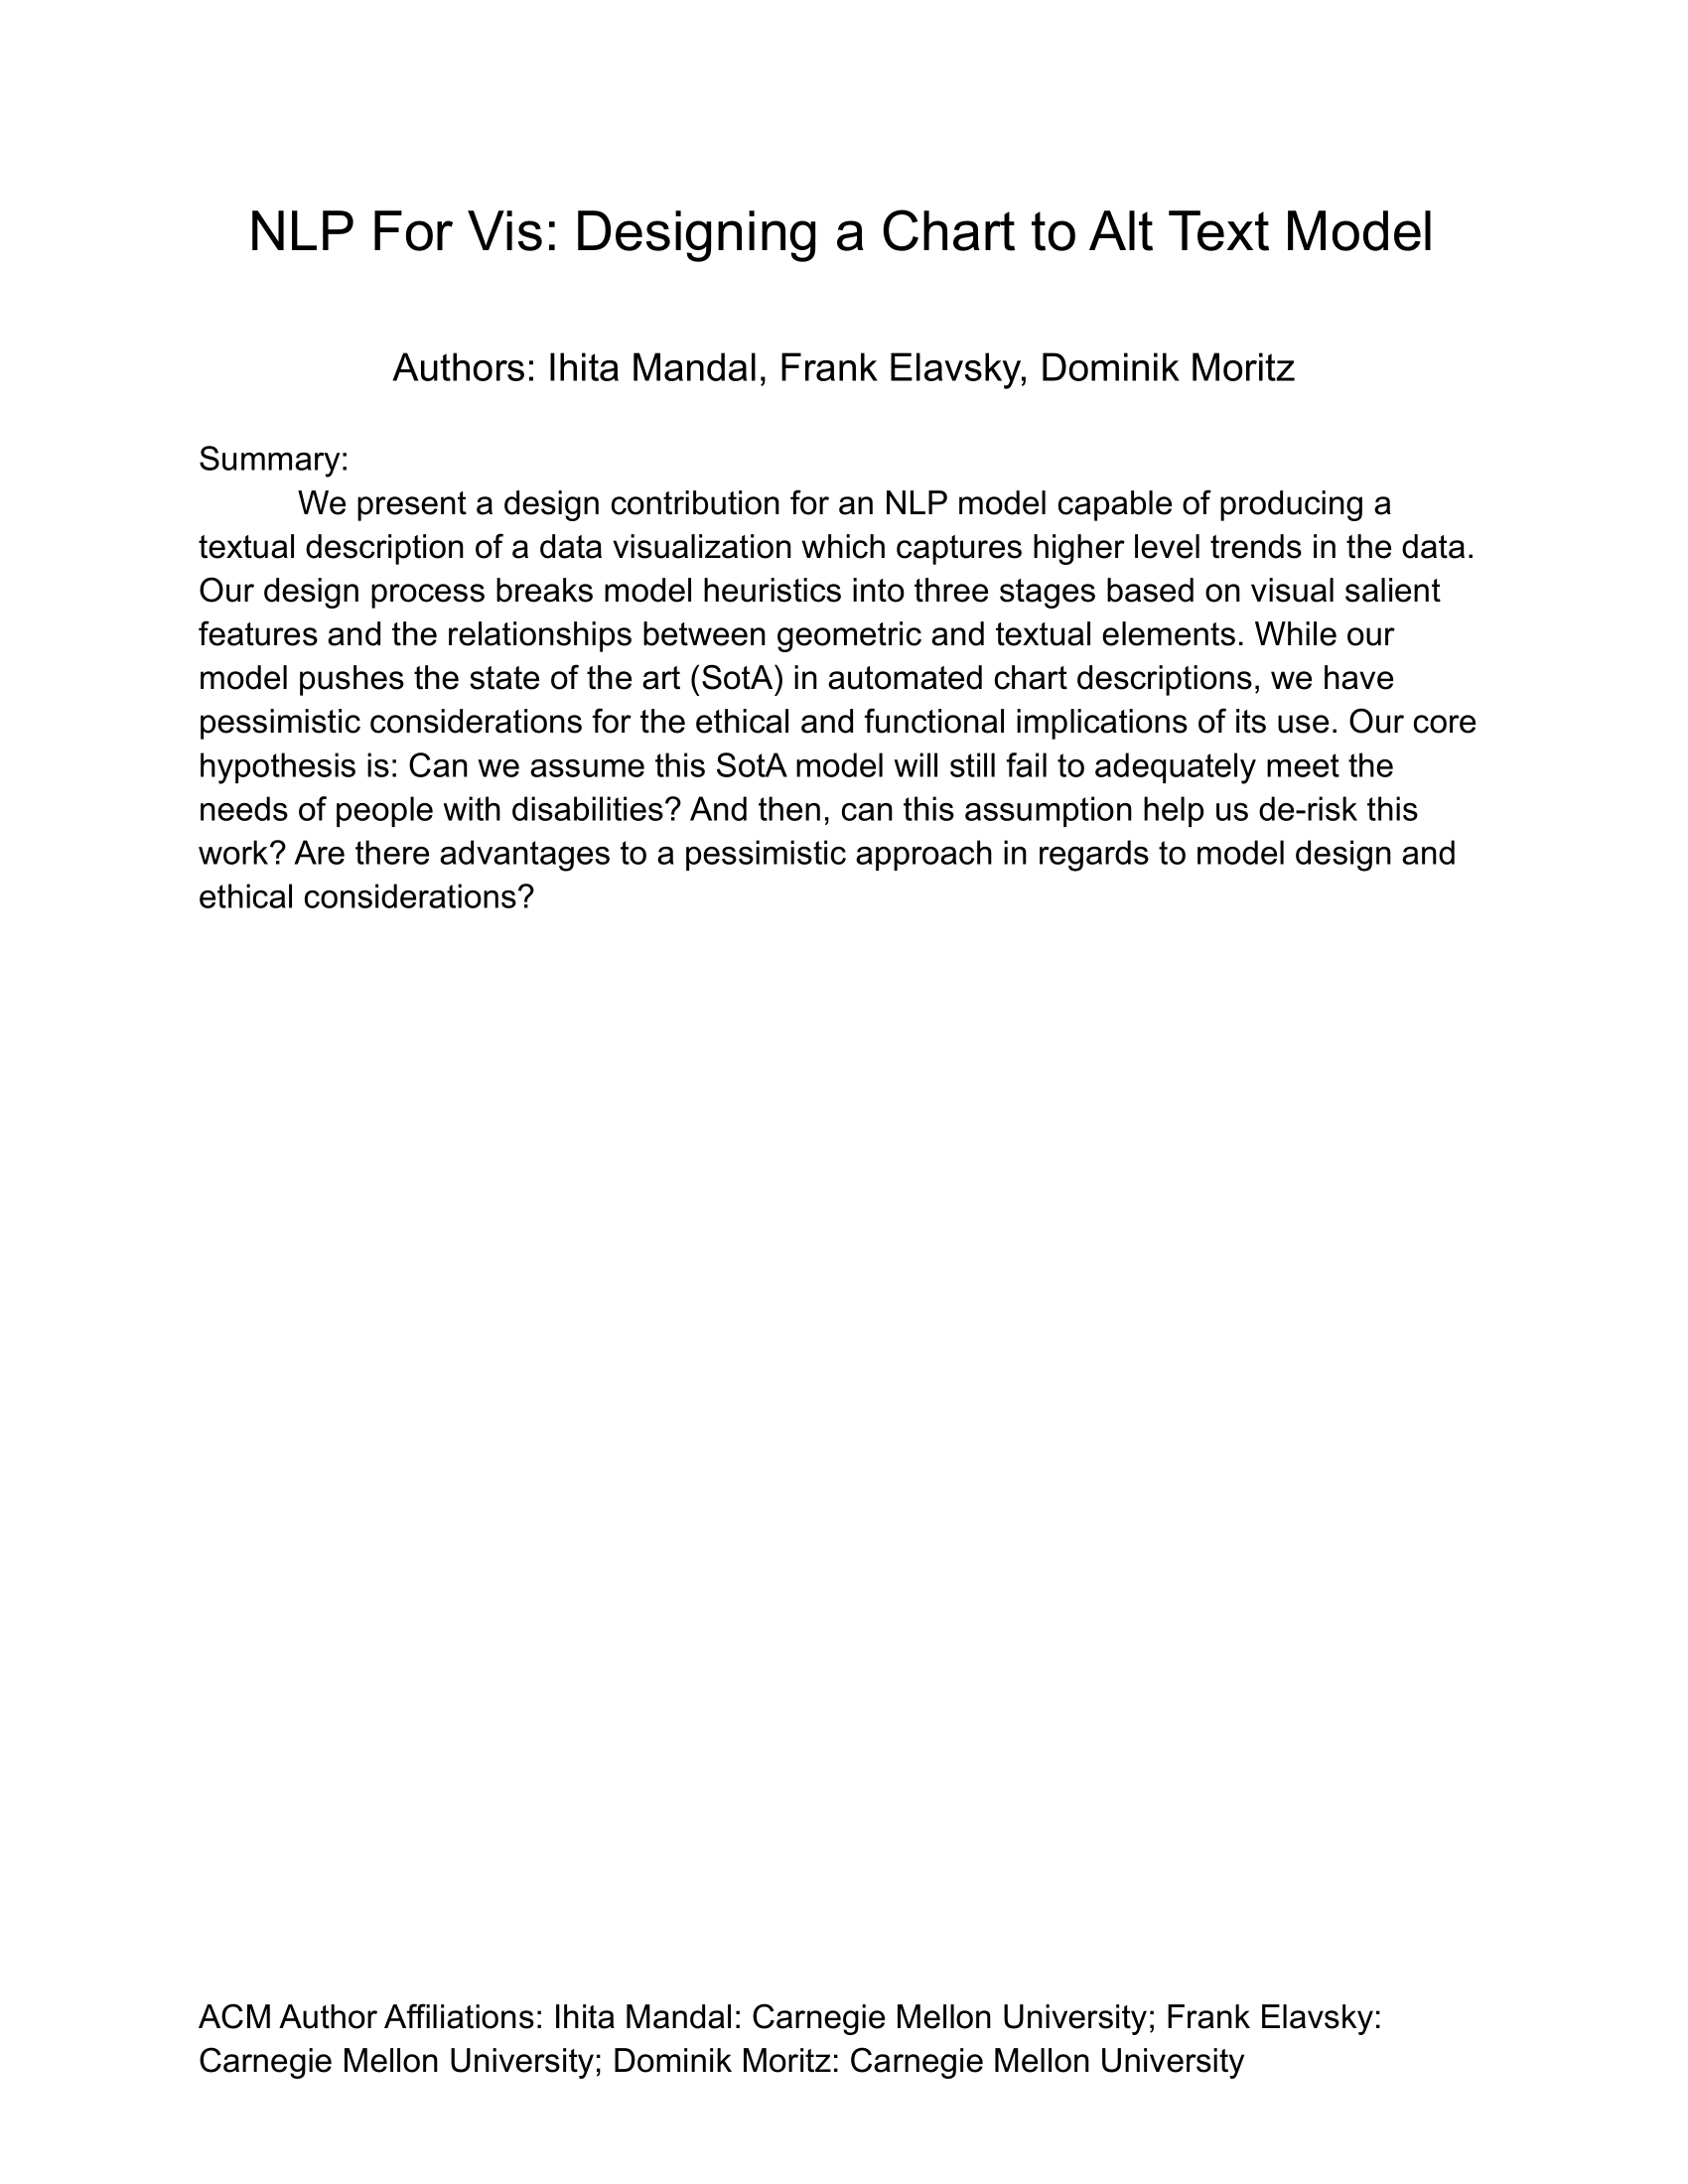 NLP For Vis: Designing a Chart to Alt Text Model
Authors: Ihita Mandal, Frank Elavsky, Dominik Moritz
Summary:
We present a design contribution for an NLP model capable of producing a
textual description of a data visualization which captures higher level trends in the data.
Our design process breaks model heuristics into three stages based on visual salient
features and the relationships between geometric and textual elements. While our
model pushes the state of the art (SotA) in automated chart descriptions, we have
pessimistic considerations for the ethical and functional implications of its use. Our core
hypothesis is: Can we assume this SotA model will still fail to adequately meet the
needs of people with disabilities? And then, can this assumption help us de-risk this
work? Are there advantages to a pessimistic approach in regards to model design and
ethical considerations?
ACM Author Affiliations: Ihita Mandal: Carnegie Mellon University; Frank Elavsky:
Carnegie Mellon University; Dominik Moritz: Carnegie Mellon University